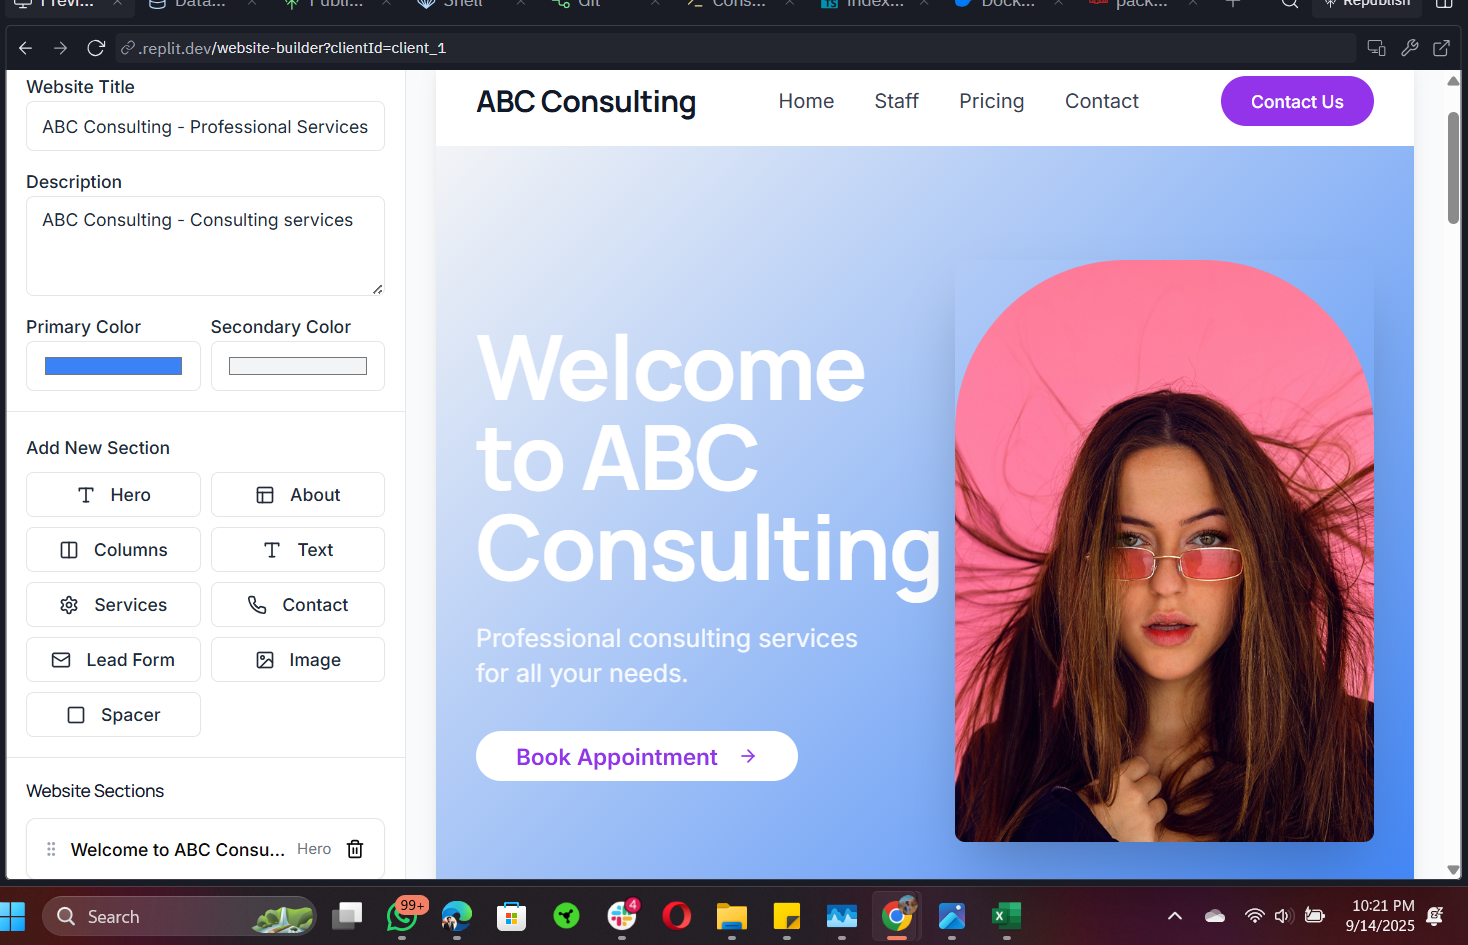 Previ...
Data...
Publi...
Shell
Git
Cons...
Index...
Dock...
pack...
Republish
.replit.dev/website-builder?clientId=client_1
Website Title
ABC Consulting - Professional Services
Description
ABC Consulting - Consulting services
Primary Color
Secondary Color
Add New Section
Hero
About
Columns
Text
Services
Contact
Lead Form
Image
Spacer
Website Sections
Welcome to ABC Consu...
Hero
ABC Consulting
Home
Staff
Pricing
Contact
Contact Us
Welcome
to ABC
Consulting
Professional consulting services
for all your needs.
Book Appointment
Search
99+
4
10:21 PM
9/14/2025